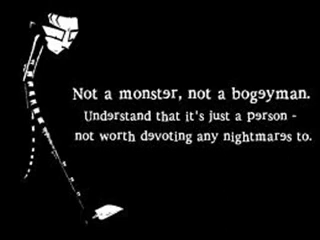 Not a monster, not a bogeyman.
Understand that it's just a person -
not worth devoting any nightmares to.